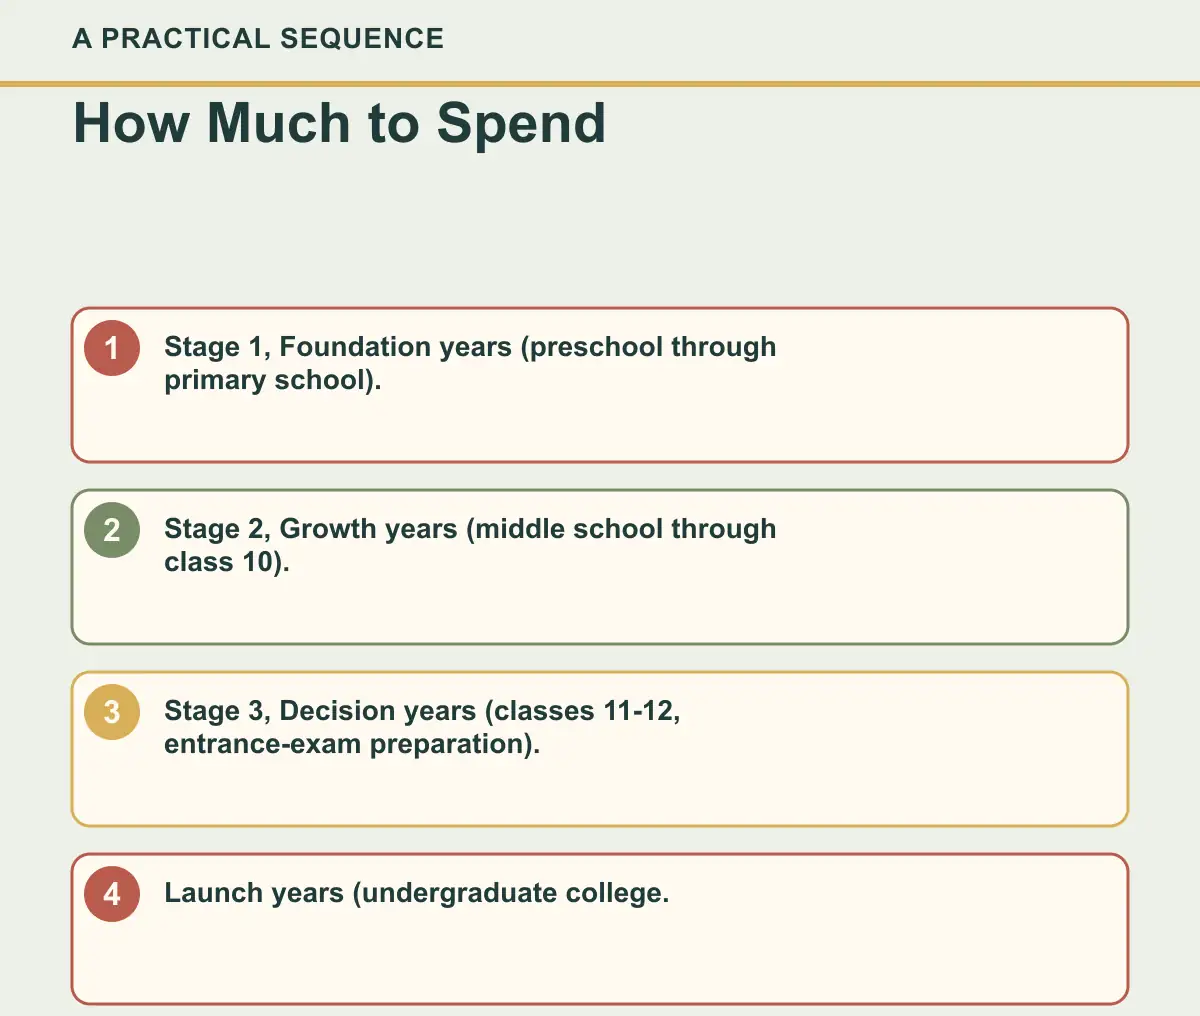 A PRACTICAL SEQUENCE
How Much to Spend
1
Stage 1, Foundation years (preschool through
primary school).
2
Stage 2, Growth years (middle school through
class 10).
3
Stage 3, Decision years (classes 11-12,
entrance-exam preparation).
4
Launch years (undergraduate college.